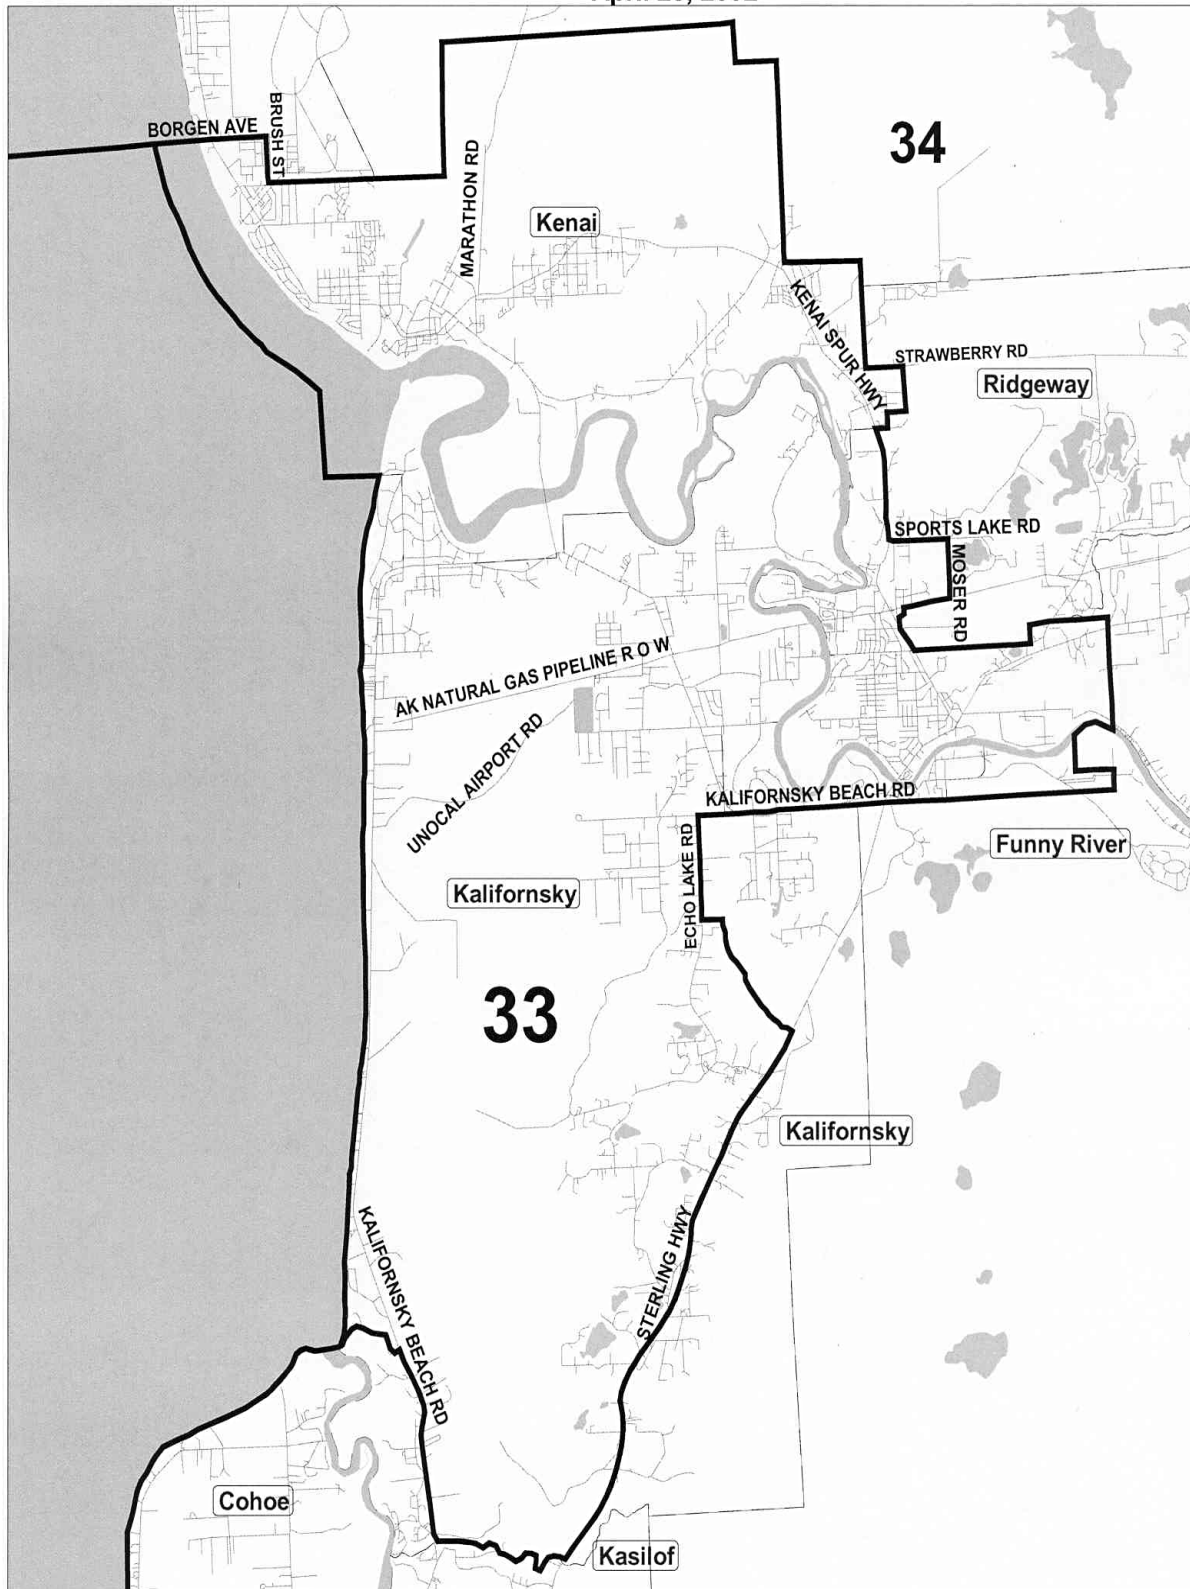 BORGEN AVE
BRUSH ST
34
MARATHON RD
Kenai
KENAI SPUR HWY
STRAWBERRY RD
Ridgeway
SPORTS LAKE RD
MOSER RD
AK NATURAL GAS PIPELINE R O W
UNOCAL AIRPORT RD
KALIFORNSKY BEACH RD
Funny River
ECHO LAKE RD
Kalifornsky
33
Kalifornsky
KALIFORNSKY BEACH RD
STERLING HWY
Cohoe
Kasilof